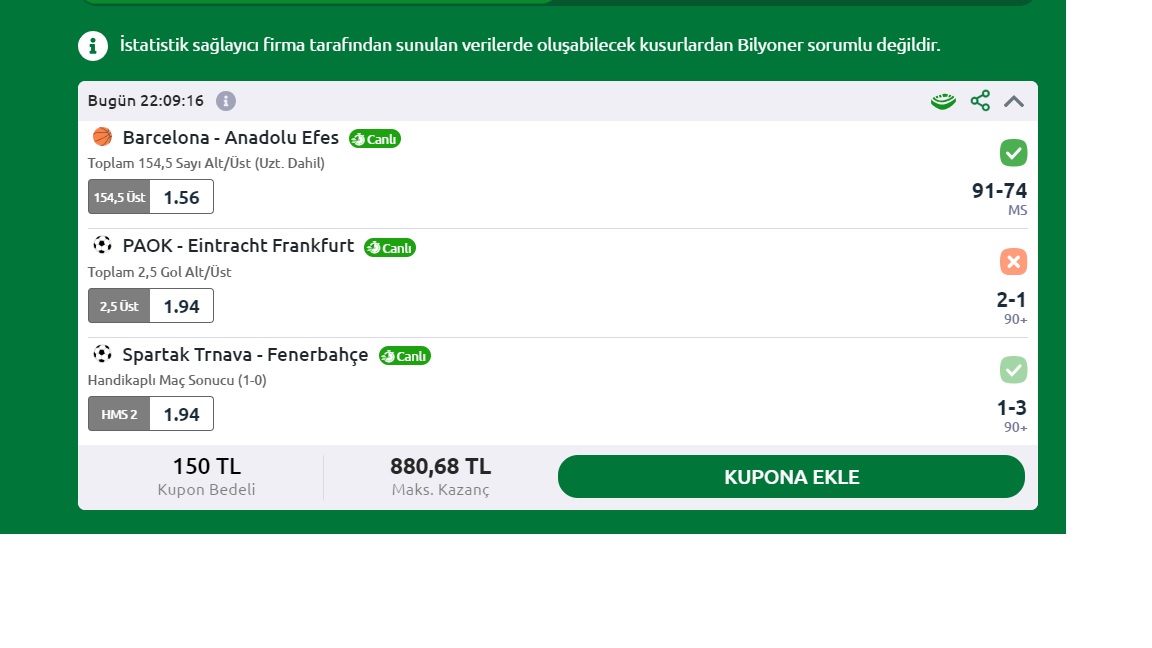 İstatistik sağlayıcı firma tarafından sunulan verilerde oluşabilecek kusurlardan Bilyoner sorumlu değildir.
Bugün 22:09:16
Barcelona - Anadolu Efes Canlı
Toplam 154,5 Sayı Alt/Üst (Uzt. Dahil)
154,5 Üst 1.56
91-74
MS
PAOK - Eintracht Frankfurt Canlı
Toplam 2,5 Gol Alt/Üst
2,5 Üst 1.94
2-1
90+
Spartak Trnava - Fenerbahçe Canlı
Handikaplı Maç Sonucu (1-0)
HMS 2 1.94
1-3
90+
150 TL 880,68 TL KUPONA EKLE
Kupon Bedeli Maks. Kazanç